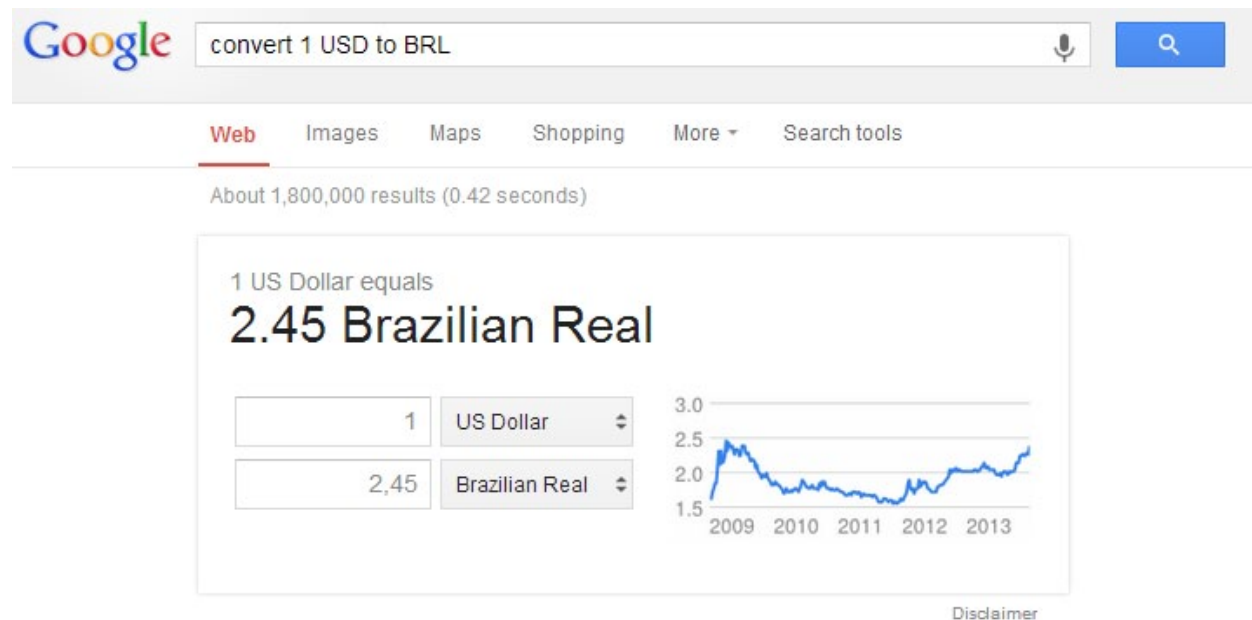 Google convert 1 USD to BRL
Web Images Maps Shopping More Search tools
About 1,800,000 results (0.42 seconds)
1 US Dollar equals
2.45 Brazilian Real
1 US Dollar
2,45 Brazilian Real
3.0
2.5
2.0
1.5
2009 2010 2011 2012 2013
Disclaimer